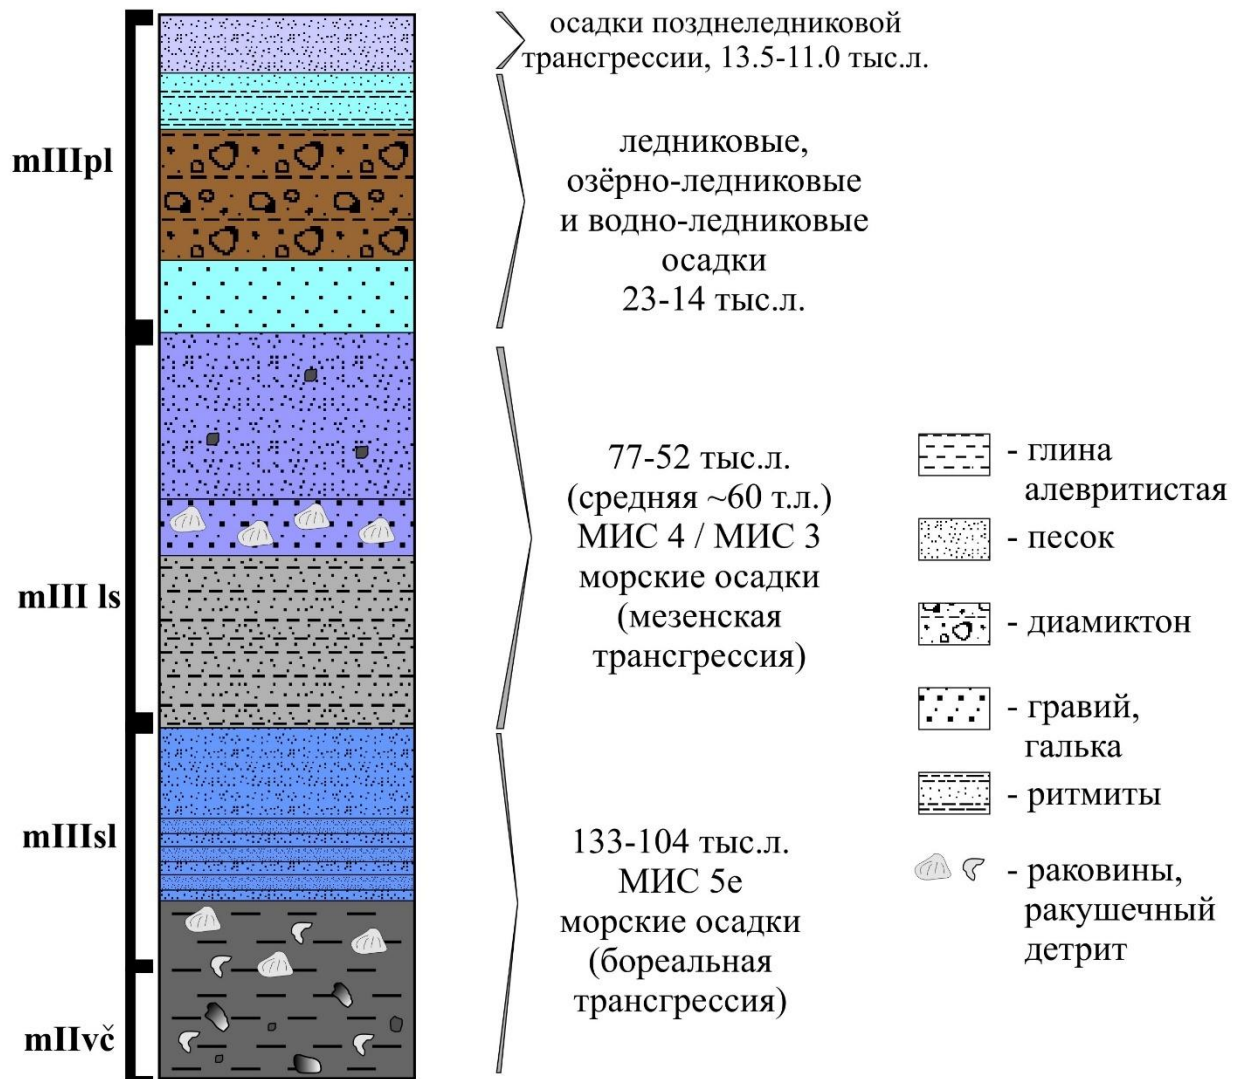 осадки позднеледниковой
трансгрессии, 13.5-11.0 тыс.л.
mIIIpl
ледниковые,
озёрно-ледниковые
и водно-ледниковые
осадки
23-14 тыс.л.
mIII ls
77-52 тыс.л.
(средняя ~60 т.л.)
МИС 4 / МИС 3
морские осадки
(мезенская
трансгрессия)
mIIIsl
133-104 тыс.л.
МИС 5е
морские осадки
(бореальная
трансгрессия)
mIIvč
- глина
алевритистая
- песок
- диамиктон
- гравий,
галька
- ритмиты
- раковины,
ракушечный
детрит